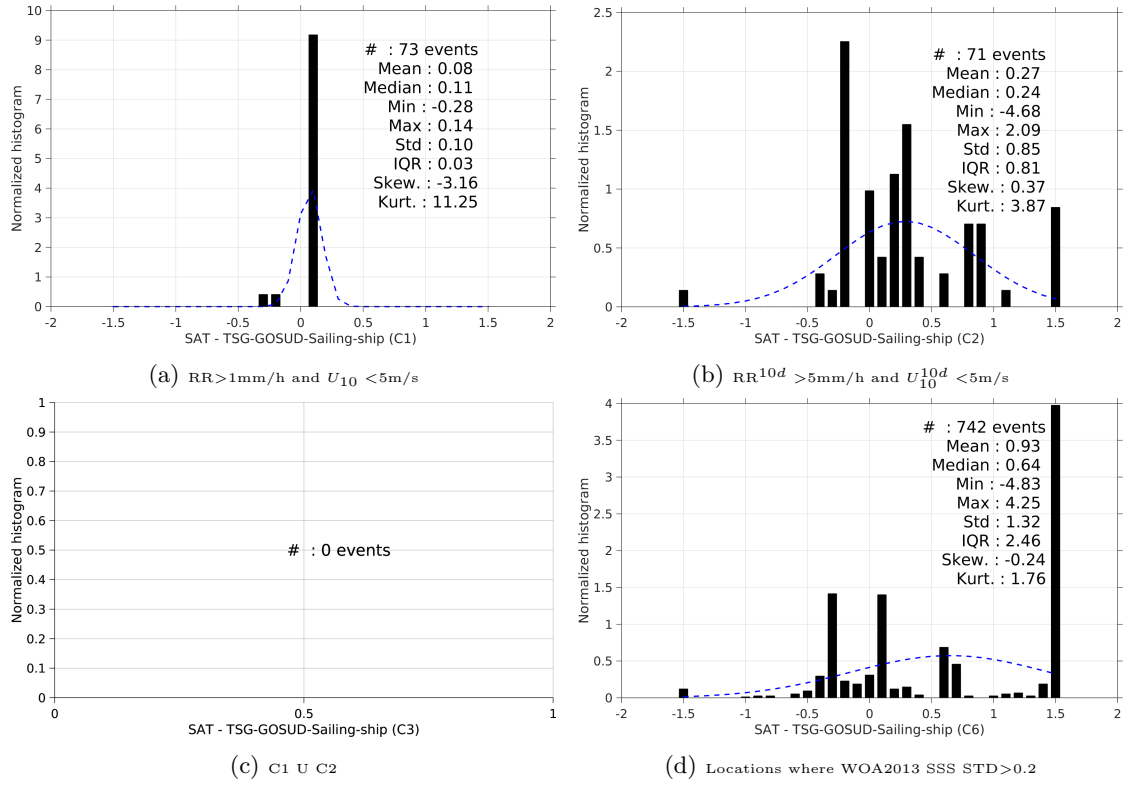 10
9
8
7
6
5
4
3
2
1
0
Normalized histogram
# : 73 events
Mean : 0.08
Median : 0.11
Min : -0.28
Max : 0.14
Std : 0.10
IQR : 0.03
Skew. : -3.16
Kurt. : 11.25
-2 -1.5 -1 -0.5 0 0.5 1 1.5 2
SAT - TSG-GOSUD-Sailing-ship (C1)
(a) RR>1mm/h and U10 <5m/s
2.5
2
1.5
1
0.5
0
Normalized histogram
# : 71 events
Mean : 0.27
Median : 0.24
Min : -4.68
Max : 2.09
Std : 0.85
IQR : 0.81
Skew. : 0.37
Kurt. : 3.87
-2 -1.5 -1 -0.5 0 0.5 1 1.5 2
SAT - TSG-GOSUD-Sailing-ship (C2)
(b) RR10d >5mm/h and U10d10 <5m/s
1
0.9
0.8
0.7
0.6
0.5
0.4
0.3
0.2
0.1
0
Normalized histogram
# : 0 events
0 0.5 1
SAT - TSG-GOSUD-Sailing-ship (C3)
(c) C1 U C2
4
3.5
3
2.5
2
1.5
1
0.5
0
Normalized histogram
# : 742 events
Mean : 0.93
Median : 0.64
Min : -4.83
Max : 4.25
Std : 1.32
IQR : 2.46
Skew. : -0.24
Kurt. : 1.76
-2 -1.5 -1 -0.5 0 0.5 1 1.5 2
SAT - TSG-GOSUD-Sailing-ship (C6)
(d) Locations where WOA2013 SSS STD>0.2